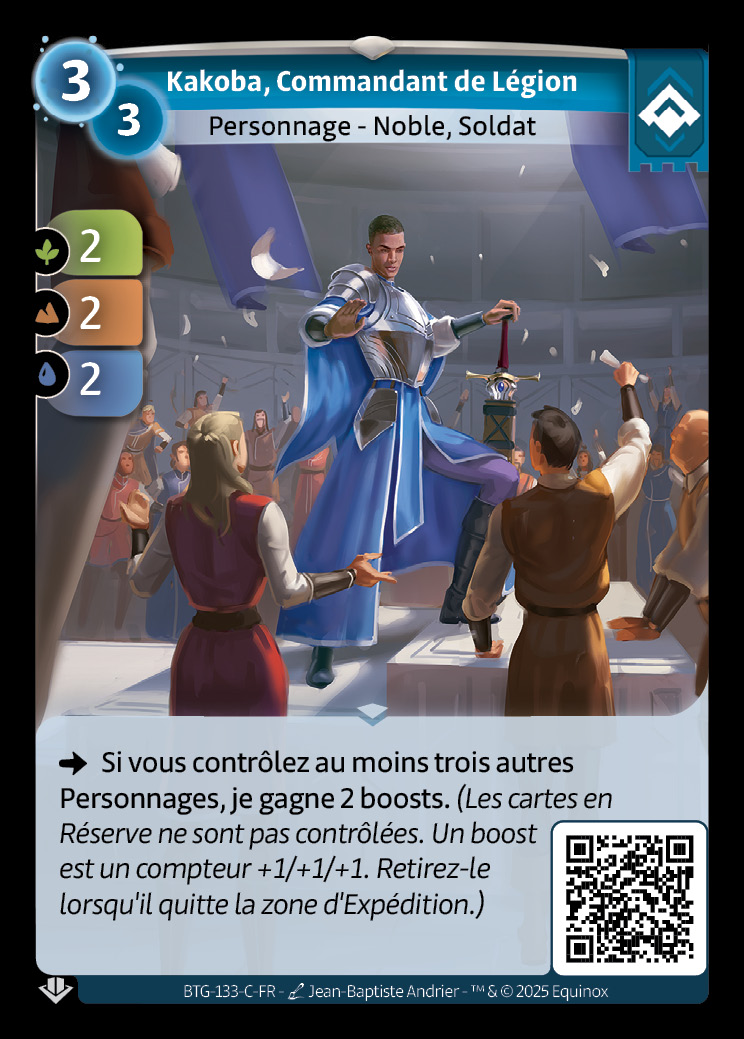 3
Kakoba, Commandant de Légion
3
Personnage - Noble, Soldat
2
2
2
Si vous contrôlez au moins trois autres
Personnages, je gagne 2 boosts. (Les cartes en
Réserve ne sont pas contrôlées. Un boost
est un compteur +1/+1/+1. Retirez-le
lorsqu'il quitte la zone d'Expédition.)
BTG-133-C-FR - Jean-Baptiste Andrier - ™ & © 2025 Equinox